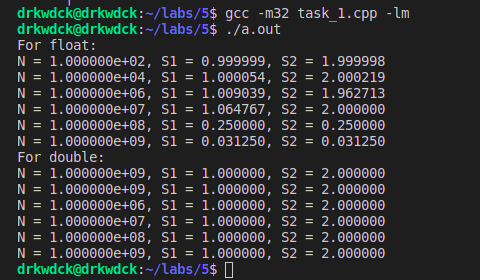 drkwdck@drkwdck:~/labs/5$ gcc -m32 task_1.cpp -lm
drkwdck@drkwdck:~/labs/5$ ./a.out
For float:
N = 1.000000e+02, S1 = 0.999999, S2 = 1.999998
N = 1.000000e+04, S1 = 1.000054, S2 = 2.000219
N = 1.000000e+06, S1 = 1.009039, S2 = 1.962713
N = 1.000000e+07, S1 = 1.064767, S2 = 2.000000
N = 1.000000e+08, S1 = 0.250000, S2 = 0.250000
N = 1.000000e+09, S1 = 0.031250, S2 = 0.031250
For double:
N = 1.000000e+09, S1 = 1.000000, S2 = 2.000000
N = 1.000000e+09, S1 = 1.000000, S2 = 2.000000
N = 1.000000e+06, S1 = 1.000000, S2 = 2.000000
N = 1.000000e+07, S1 = 1.000000, S2 = 2.000000
N = 1.000000e+08, S1 = 1.000000, S2 = 2.000000
N = 1.000000e+09, S1 = 1.000000, S2 = 2.000000
drkwdck@drkwdck:~/labs/5$